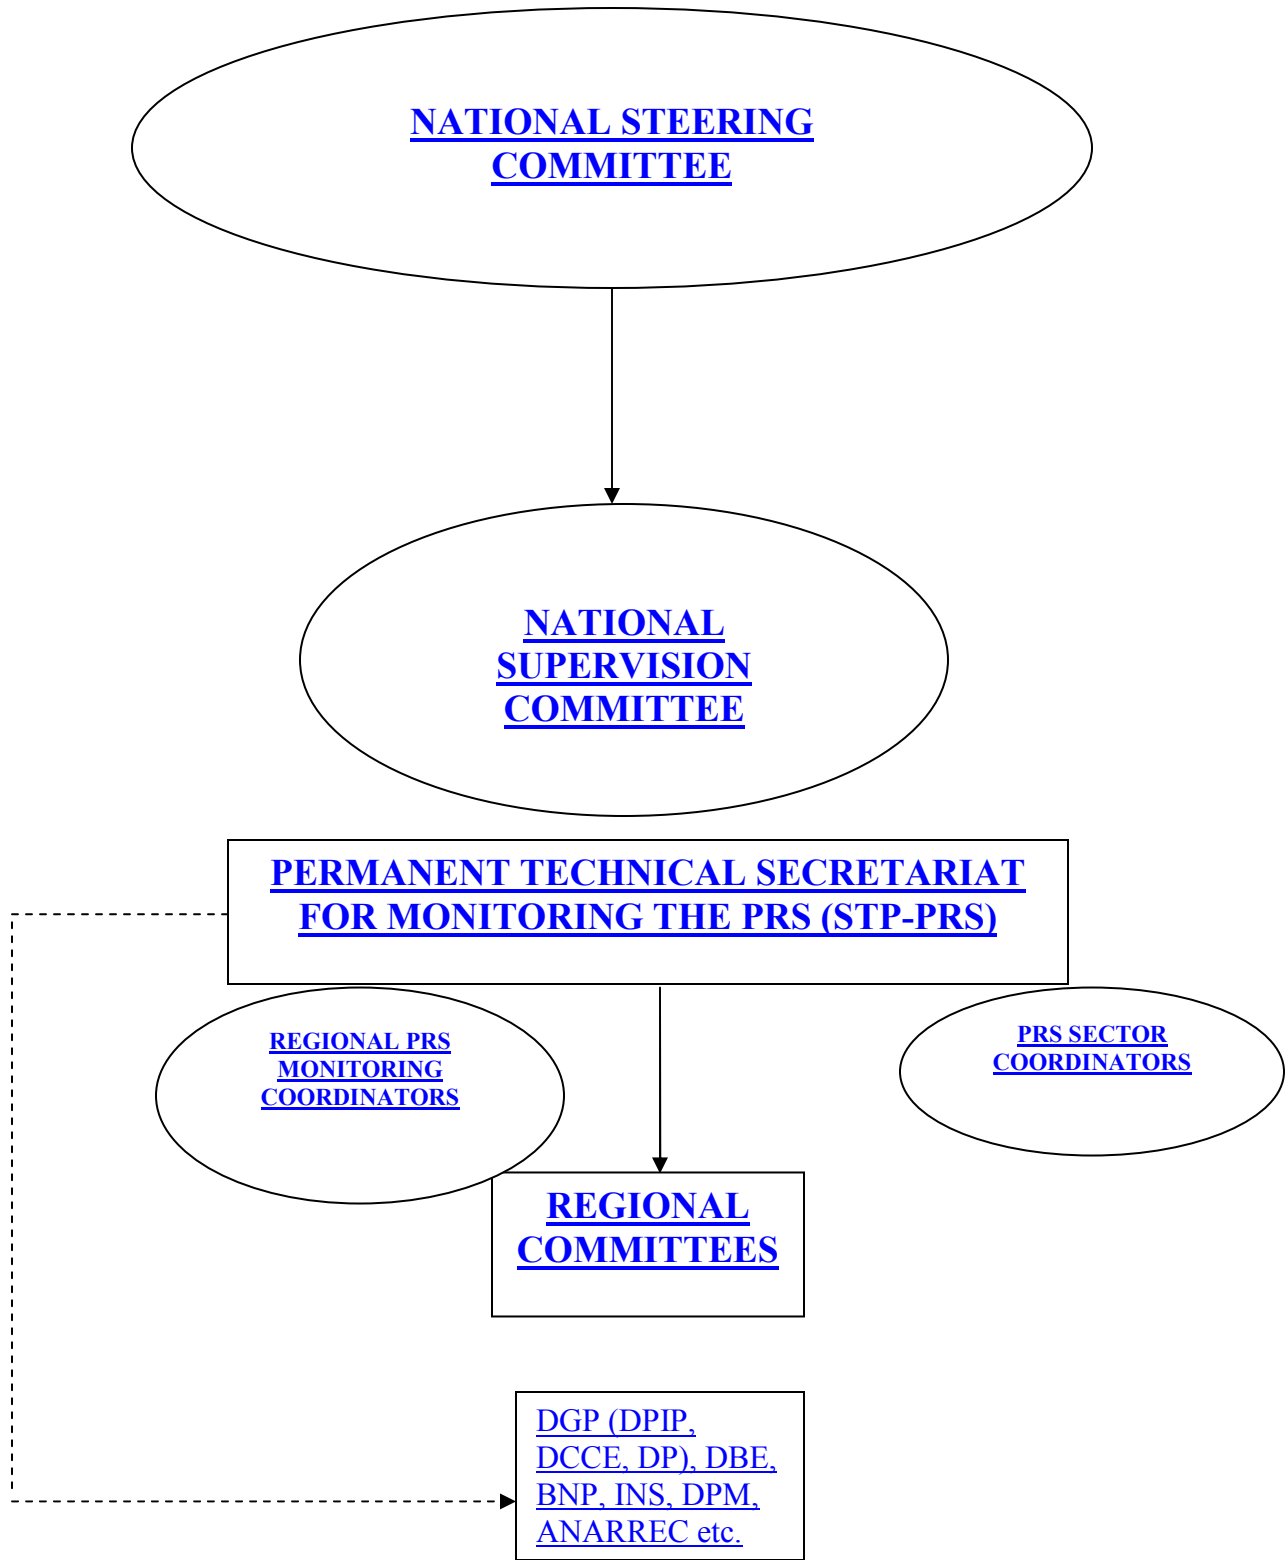 NATIONAL STEERING
COMMITTEE
NATIONAL
SUPERVISION
COMMITTEE
PERMANENT TECHNICAL SECRETARIAT
FOR MONITORING THE PRS (STP-PRS)
REGIONAL PRS
MONITORING
COORDINATORS
PRS SECTOR
COORDINATORS
REGIONAL
COMMITTEES
DGP (DPIP,
DCCE, DP), DBE,
BNP, INS, DPM,
ANARREC etc.